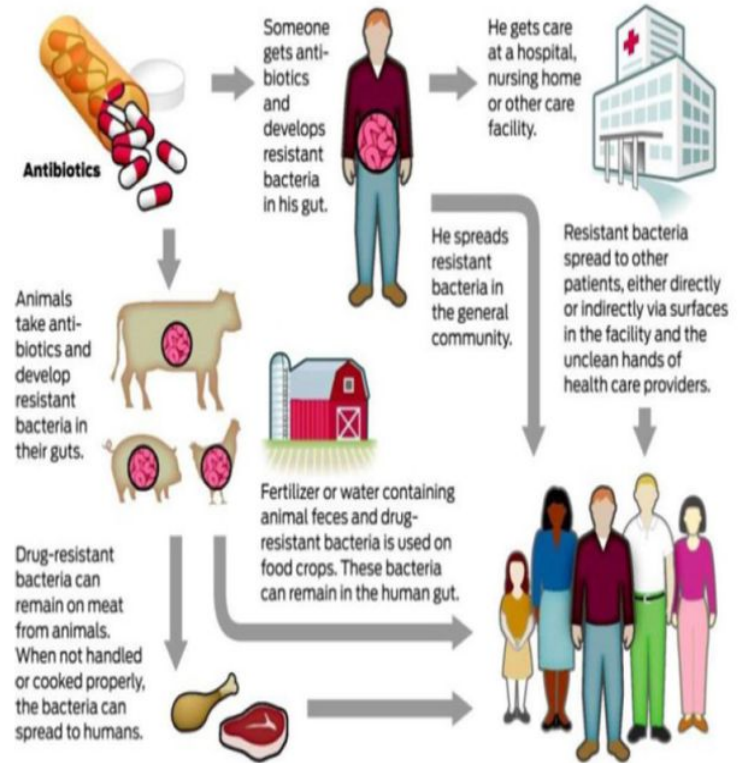 Antibiotics
Someone
gets anti-
biotics
and
develops
resistant
bacteria
in his gut.
He gets care
at a hospital,
nursing home
or other care
facility.
He spreads
resistant
bacteria in
the general
community.
Resistant bacteria
spread to other
patients, either directly
or indirectly via surfaces
in the facility and the
unclean hands of
health care providers.
Animals
take anti-
biotics and
develop
resistant
bacteria in
their guts.
Fertilizer or water containing
animal feces and drug-
resistant bacteria is used on
food crops. These bacteria
can remain in the human gut.
Drug-resistant
bacteria can
remain on meat
from animals.
When not handled
or cooked properly,
the bacteria can
spread to humans.